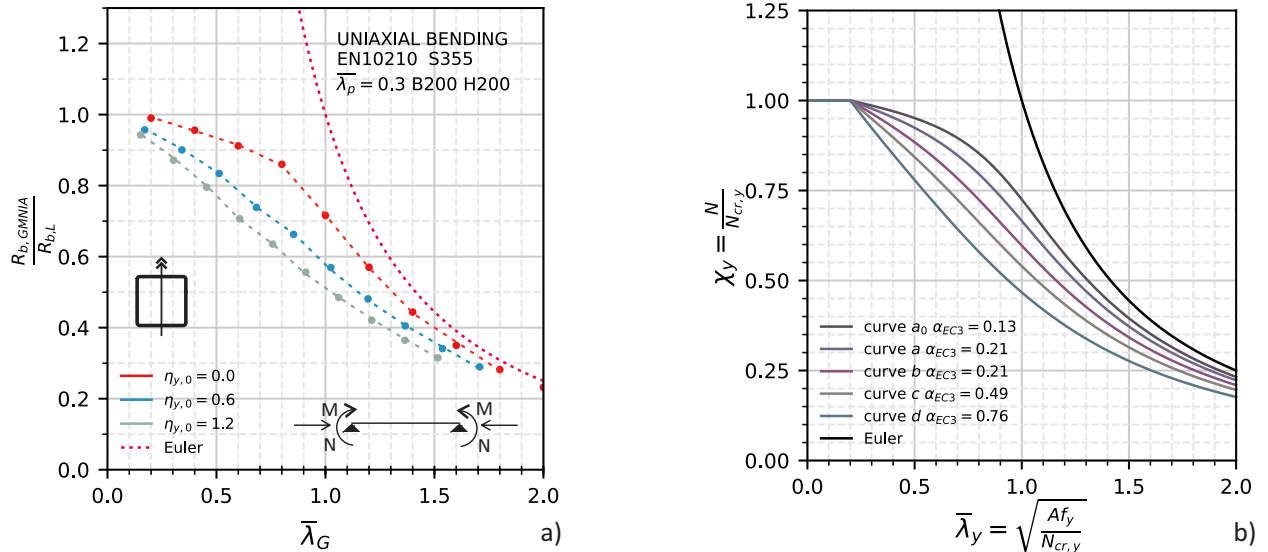 UNIAXIAL BENDING
EN10210 S355
λ̅p = 0.3 B200 H200
1.2
1.0
0.8
0.6
0.4
0.2
0.0
R_b,GMNIA / R_b,L
η_y,0 = 0.0
η_y,0 = 0.6
η_y,0 = 1.2
Euler
M M
N N
0.0 0.5 1.0 1.5 2.0
λ̅_G
a)
1.25
1.00
0.75
0.50
0.25
0.00
χ_y = N / N_cr,y
curve a_0 α_EC3 = 0.13
curve a α_EC3 = 0.21
curve b α_EC3 = 0.21
curve c α_EC3 = 0.49
curve d α_EC3 = 0.76
Euler
0.0 0.5 1.0 1.5 2.0
λ̅_y = √(Af_y / N_cr,y)
b)